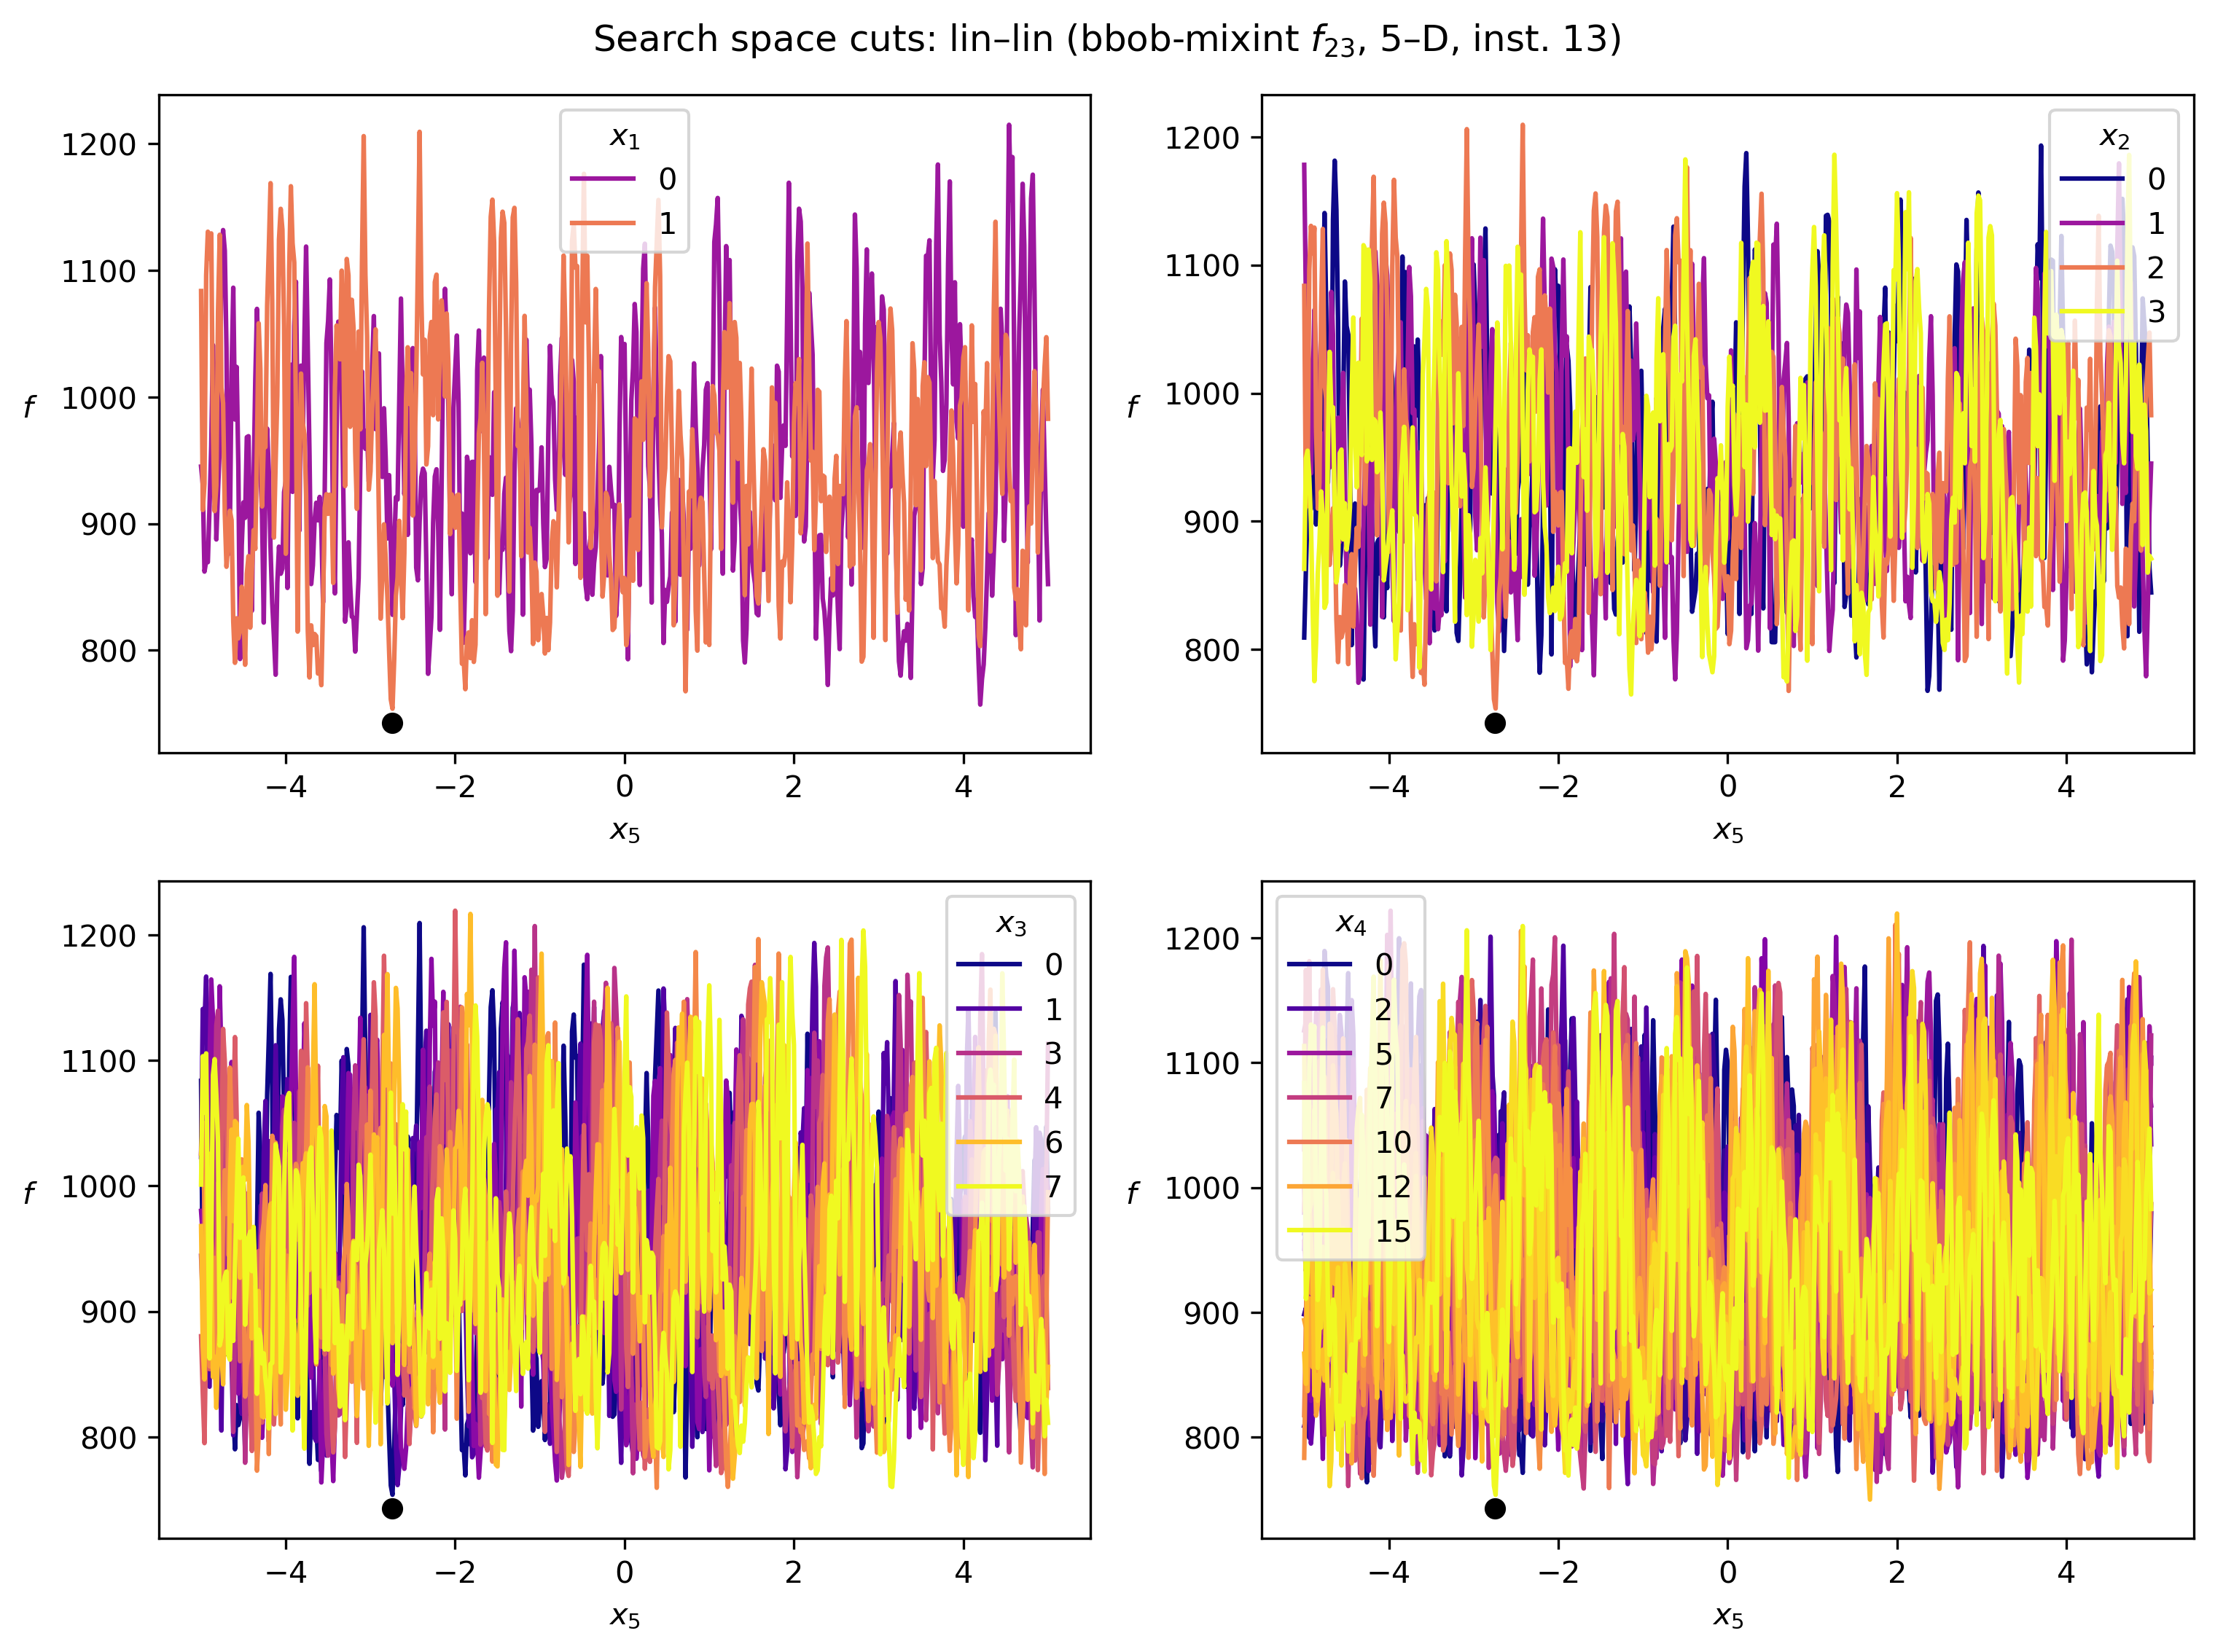 Search space cuts: lin–lin (bbob-mixint f₂₃, 5–D, inst. 13)
x₁
0
1
f
1200
1100
1000
900
800
−4 −2 0 2 4
x₅
x₂
0
1
2
3
f
1200
1100
1000
900
800
−4 −2 0 2 4
x₅
x₃
0
1
3
4
6
7
f
1200
1100
1000
900
800
−4 −2 0 2 4
x₅
x₄
0
2
5
7
10
12
15
f
1200
1100
1000
900
800
−4 −2 0 2 4
x₅